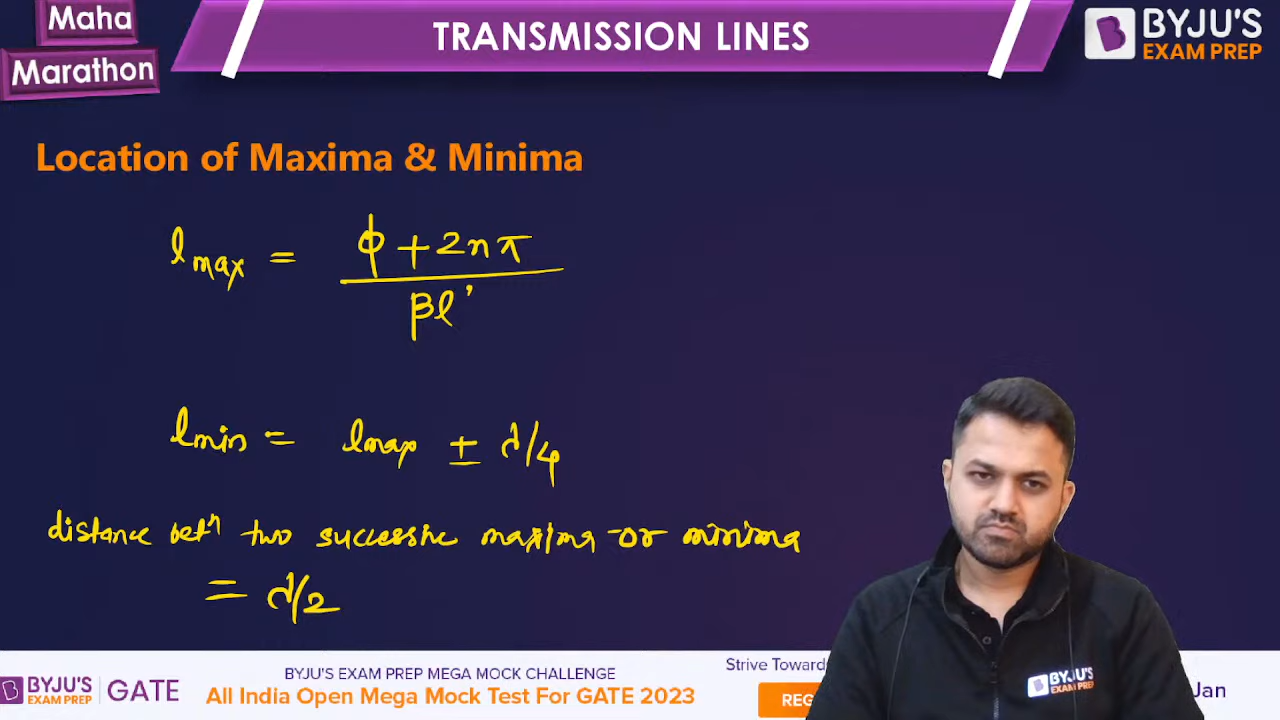 Maha
Marathon
TRANSMISSION LINES
BYJU'S
EXAM PREP
Location of Maxima & Minima
l max = ϕ + 2nπ
βl'
lmin = lmax ± λ/4
distance betⁿ two successive maxima or minima
= λ/2
BYJU'S
EXAM PREP
BYJU'S
EXAM PREP
GATE
BYJU'S EXAM PREP MEGA MOCK CHALLENGE
All India Open Mega Mock Test For GATE 2023
Strive Toward
REG
Jan